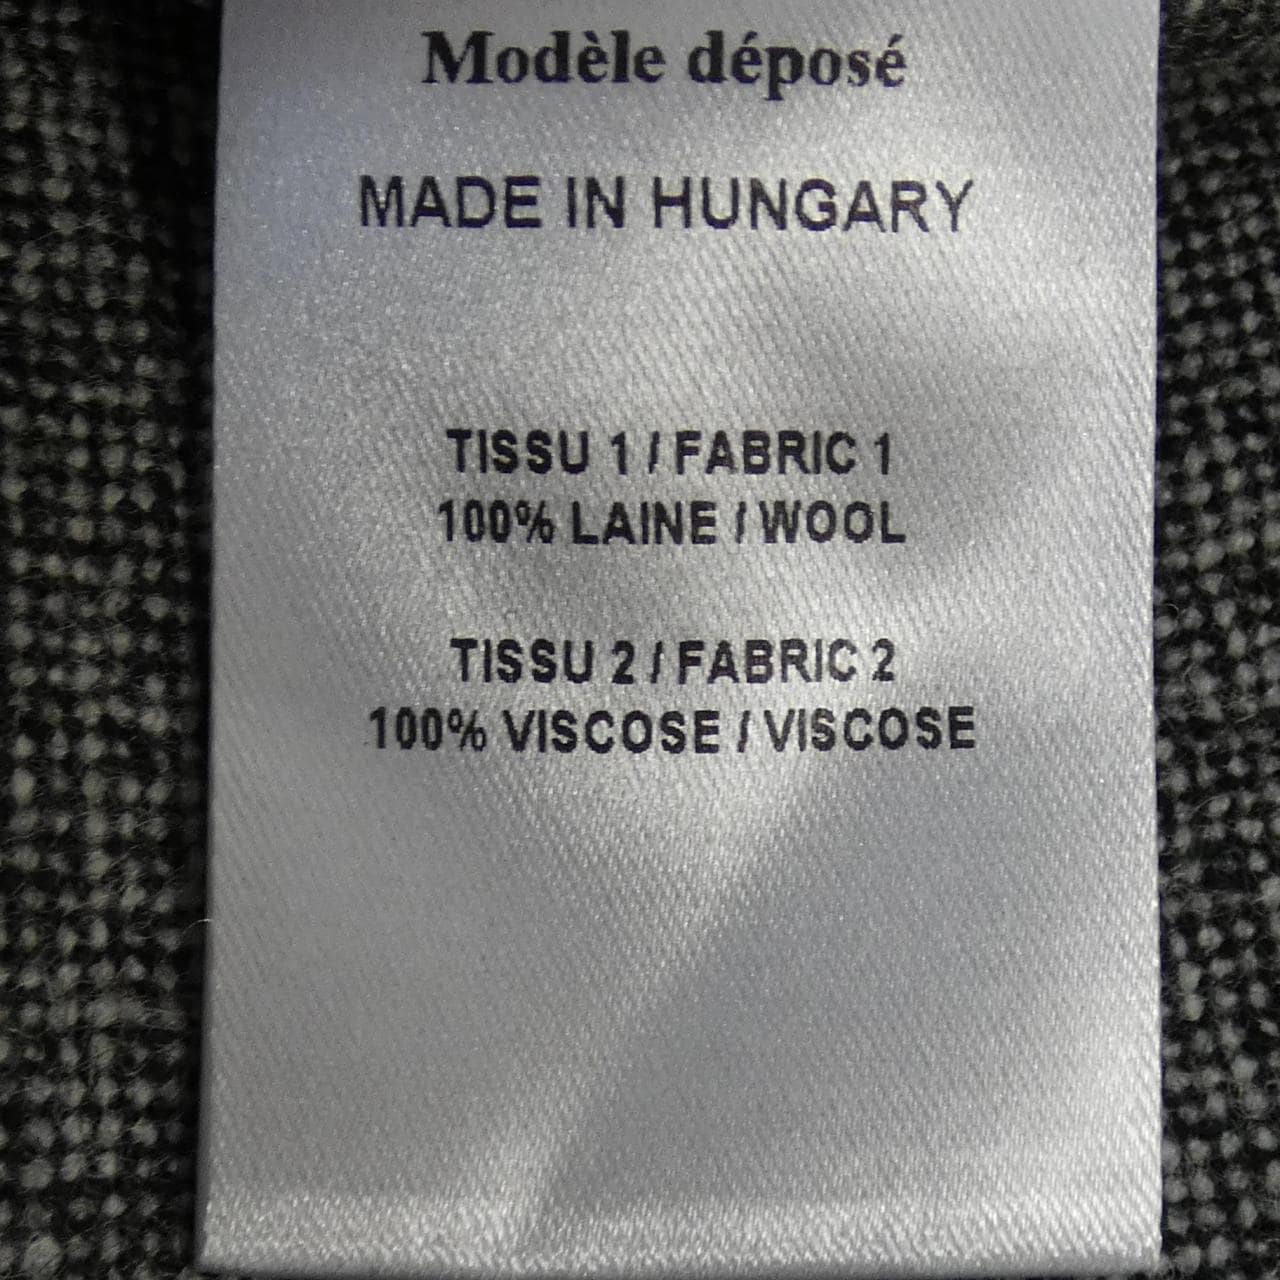 Modèle déposé
MADE IN HUNGARY
TISSU 1 / FABRIC 1
100% LAINE / WOOL
TISSU 2 / FABRIC 2
100% VISCOSE / VISCOSE